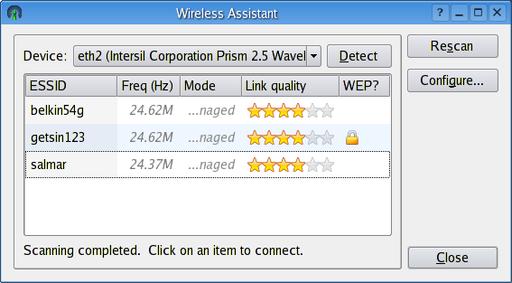 Wireless Assistant
Device: eth2 (Intersil Corporation Prism 2.5 Wavel Detect
Rescan
Configure...
ESSID Freq (Hz) Mode Link quality WEP?
belkin54g 24.62M ...naged
getsin123 24.62M ...naged
salmar 24.37M ...naged
Scanning completed. Click on an item to connect.
Close